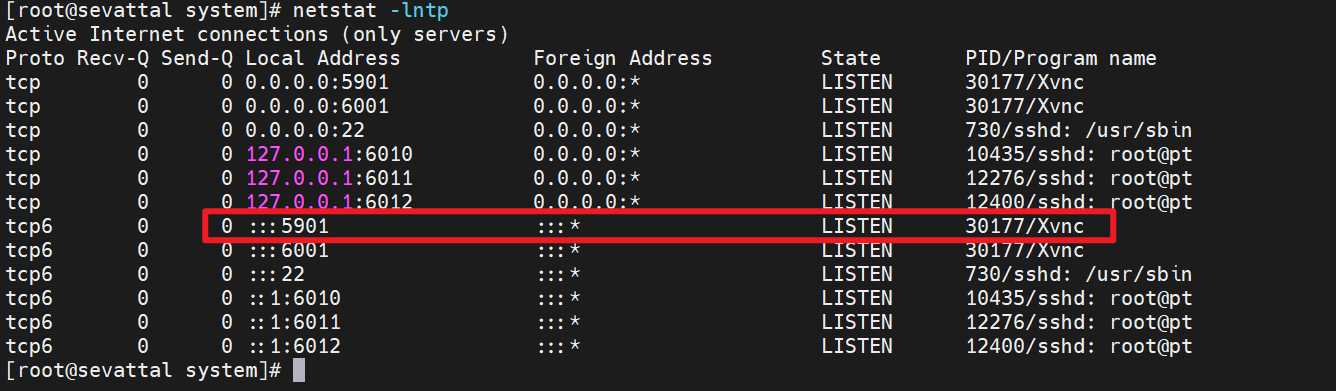 [root@sevattal system]# netstat -lntp
Active Internet connections (only servers)
Proto Recv-Q Send-Q Local Address           Foreign Address         State       PID/Program name
tcp        0      0 0.0.0.0:5901            0.0.0.0:*               LISTEN      30177/Xvnc
tcp        0      0 0.0.0.0:6001            0.0.0.0:*               LISTEN      30177/Xvnc
tcp        0      0 0.0.0.0:22              0.0.0.0:*               LISTEN      730/sshd: /usr/sbin
tcp        0      0 127.0.0.1:6010          0.0.0.0:*               LISTEN      10435/sshd: root@pt
tcp        0      0 127.0.0.1:6011          0.0.0.0:*               LISTEN      12276/sshd: root@pt
tcp        0      0 127.0.0.1:6012          0.0.0.0:*               LISTEN      12400/sshd: root@pt
tcp6       0      0 :::5901                 :::*                    LISTEN      30177/Xvnc
tcp6       0      0 :::6001                 :::*                    LISTEN      30177/Xvnc
tcp6       0      0 :::22                   :::*                    LISTEN      730/sshd: /usr/sbin
tcp6       0      0 ::1:6010                :::*                    LISTEN      10435/sshd: root@pt
tcp6       0      0 ::1:6011                :::*                    LISTEN      12276/sshd: root@pt
tcp6       0      0 ::1:6012                :::*                    LISTEN      12400/sshd: root@pt
[root@sevattal system]#